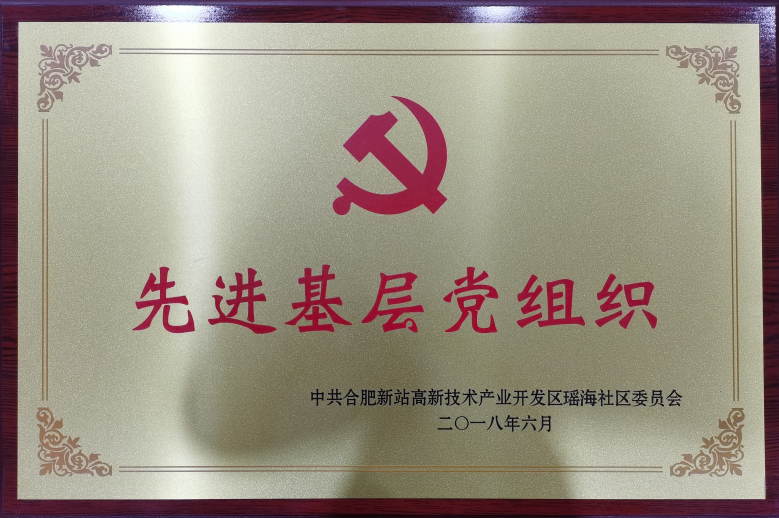 先进基层党组织
中共合肥新站高新技术产业开发区瑶海社区委员会
二〇一八年六月